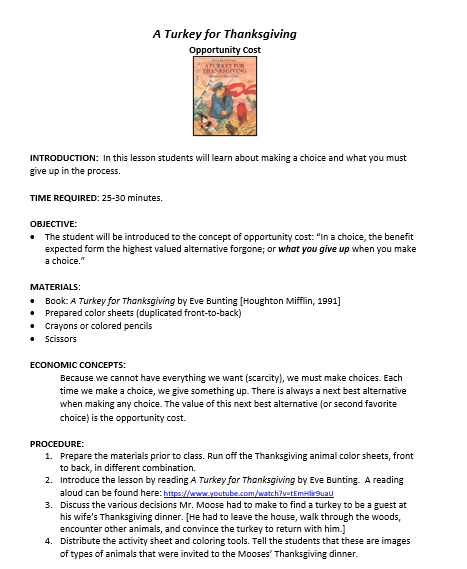 A Turkey for Thanksgiving
Opportunity Cost
A TURKEY FOR
THANKSGIVING
INTRODUCTION: In this lesson students will learn about making a choice and what you must
give up in the process.
TIME REQUIRED: 25-30 minutes.
OBJECTIVE:
• The student will be introduced to the concept of opportunity cost: “In a choice, the benefit
expected form the highest valued alternative forgone; or what you give up when you make
a choice.”
MATERIALS:
• Book: A Turkey for Thanksgiving by Eve Bunting [Houghton Mifflin, 1991]
• Prepared color sheets (duplicated front-to-back)
• Crayons or colored pencils
• Scissors
ECONOMIC CONCEPTS:
Because we cannot have everything we want (scarcity), we must make choices. Each
time we make a choice, we give something up. There is always a next best alternative
when making any choice. The value of this next best alternative (or second favorite
choice) is the opportunity cost.
PROCEDURE:
1. Prepare the materials prior to class. Run off the Thanksgiving animal color sheets, front
to back, in different combination.
2. Introduce the lesson by reading A Turkey for Thanksgiving by Eve Bunting. A reading
aloud can be found here: https://www.youtube.com/watch?v=tEmHlir9uaU
3. Discuss the various decisions Mr. Moose had to make to find a turkey to be a guest at
his wife’s Thanksgiving dinner. [He had to leave the house, walk through the woods,
encounter other animals, and convince the turkey to return with him.]
4. Distribute the activity sheet and coloring tools. Tell the students that these are images
of types of animals that were invited to the Mooses’ Thanksgiving dinner.